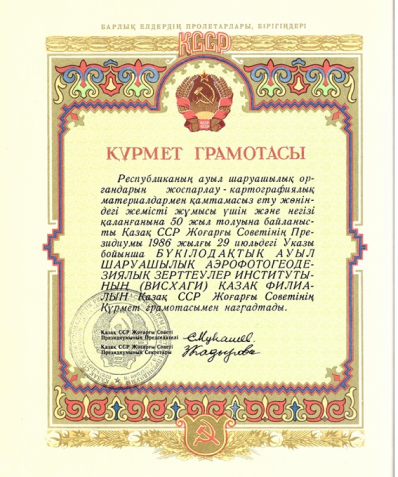 БАРЛЫҚ ЕЛДЕРДІҢ ПРОЛЕТАРЛАРЫ, БІРІГІҢДЕР!
КССР
ҚҰРМЕТ ГРАМОТАСЫ
Республиканың ауыл шаруашылық ор-
гандарын жоспарлау-картографиялық
материалдармен қамтамасыз ету жөнін-
дегі жемісті жұмысы үшін және негізі
қаланғанына 50 жыл толуына байланыс-
ты Қазақ ССР Жоғарғы Советінің Пре-
зидиумы 1986 жылғы 29 июльдегі Указы
бойынша БҮКІЛОДАҚТЫҚ АУЫЛ
ШАРУАШЫЛЫҚ АЭРОФОТОГЕОДЕ-
ЗИЯЛЫҚ ЗЕРТТЕУЛЕР ИНСТИТУТЫ-
НЫҢ (ВИСХАГИ) ҚАЗАҚ ФИЛИА-
ЛЫН Қазақ ССР Жоғарғы Советінің
Құрмет грамотасымен наградтады.
Қазақ ССР Жоғарғы Советі
Президиумының Председателі
Қазақ ССР Жоғарғы Советі
Президиумының Секретары